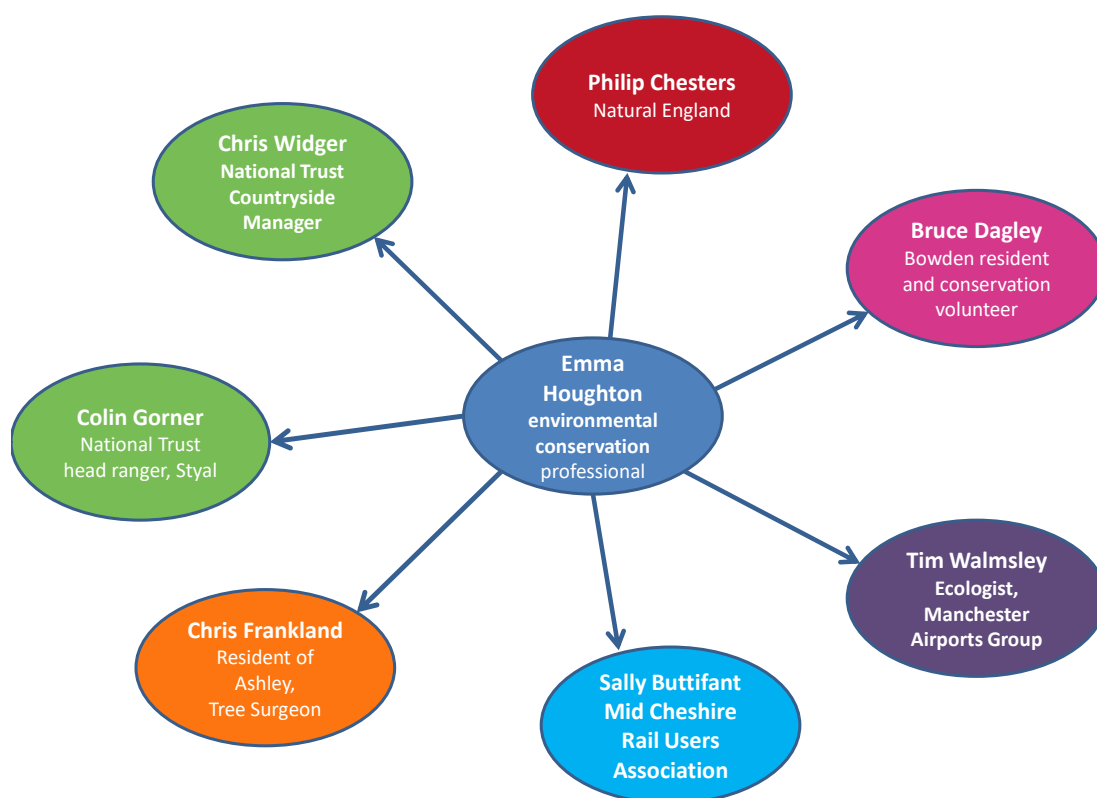 Philip Chesters
Natural England
Chris Widger
National Trust
Countryside
Manager
Bruce Dagley
Bowden resident
and conservation
volunteer
Emma
Houghton
environmental
conservation
professional
Colin Gorner
National Trust
head ranger, Styal
Tim Walmsley
Ecologist,
Manchester
Airports Group
Chris Frankland
Resident of
Ashley,
Tree Surgeon
Sally Buttifant
Mid Cheshire
Rail Users
Association